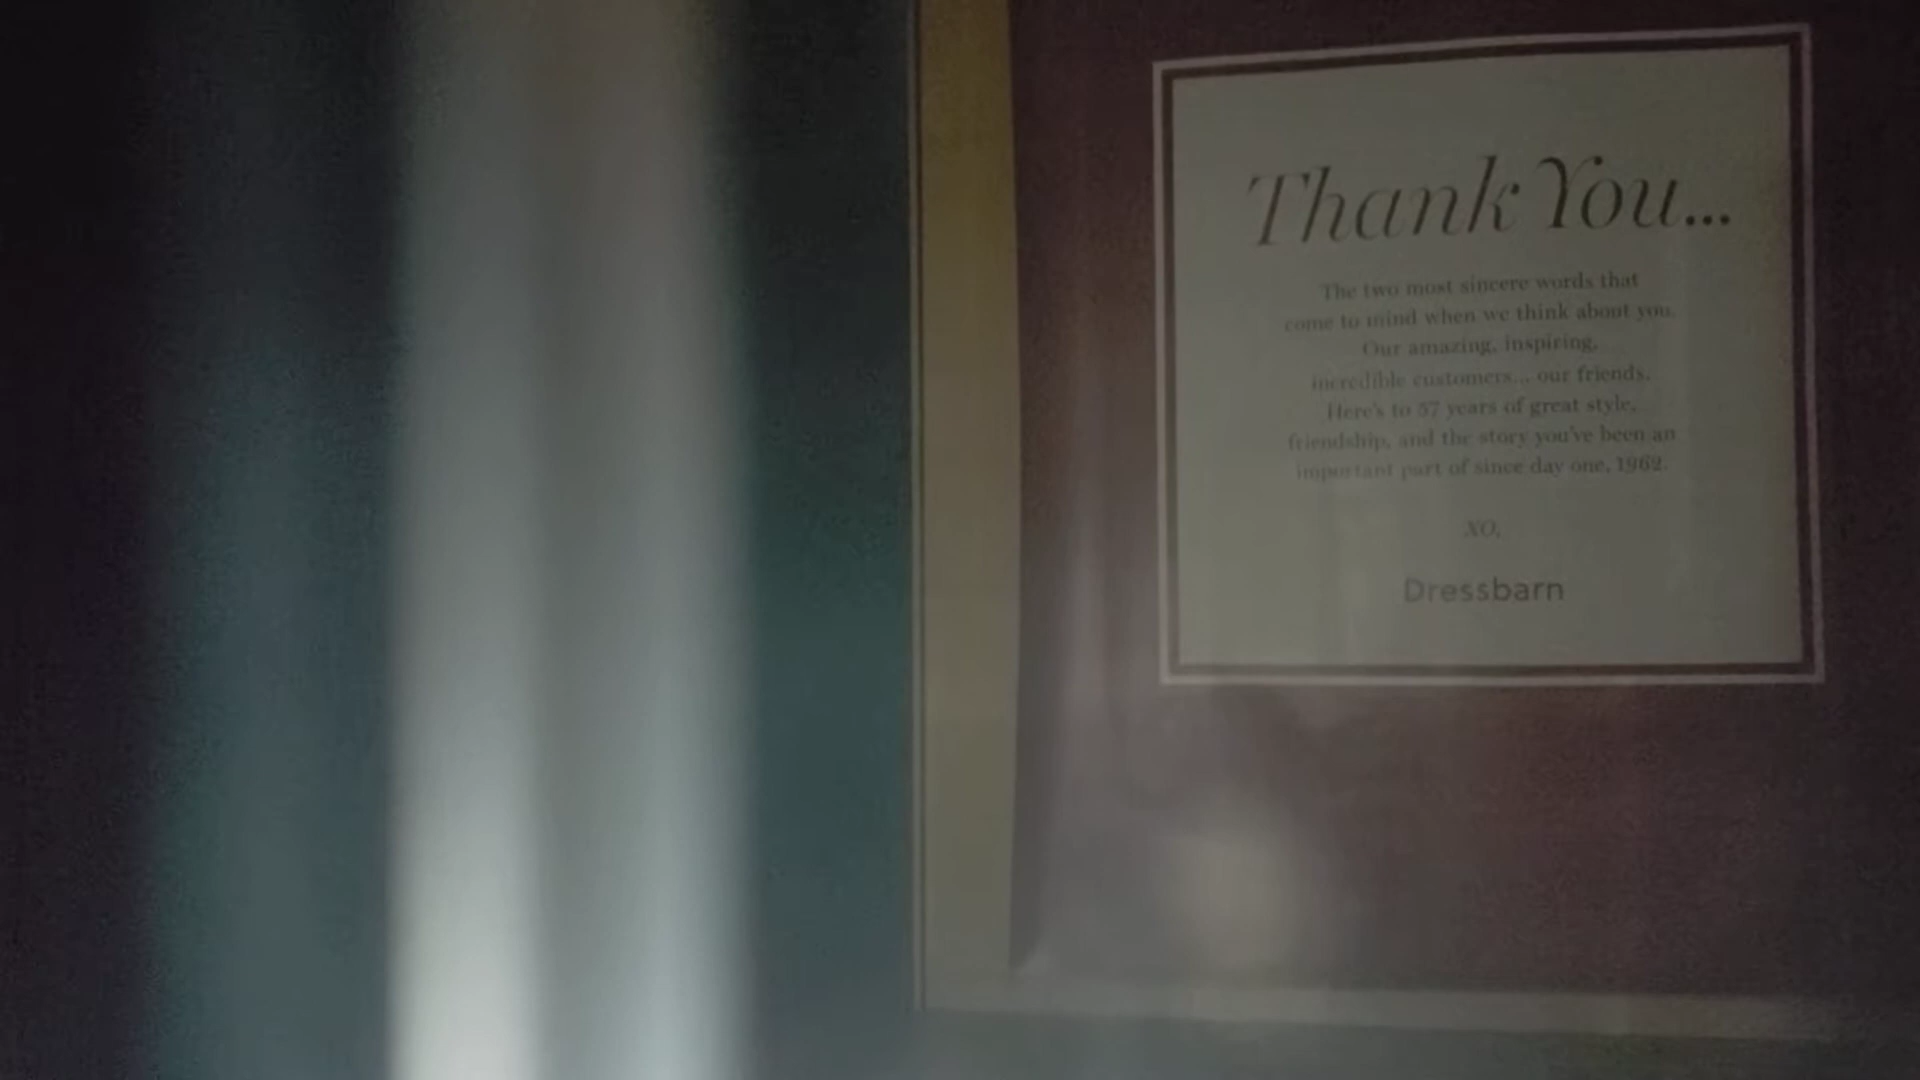 Thank You...
The two most sincere words that
come to mind when we think about you.
Our amazing, inspiring,
incredible customers... our friends.
Here's to 57 years of great style,
friendship, and the story you've been an
important part of since day one, 1962.
XO,
Dressbarn